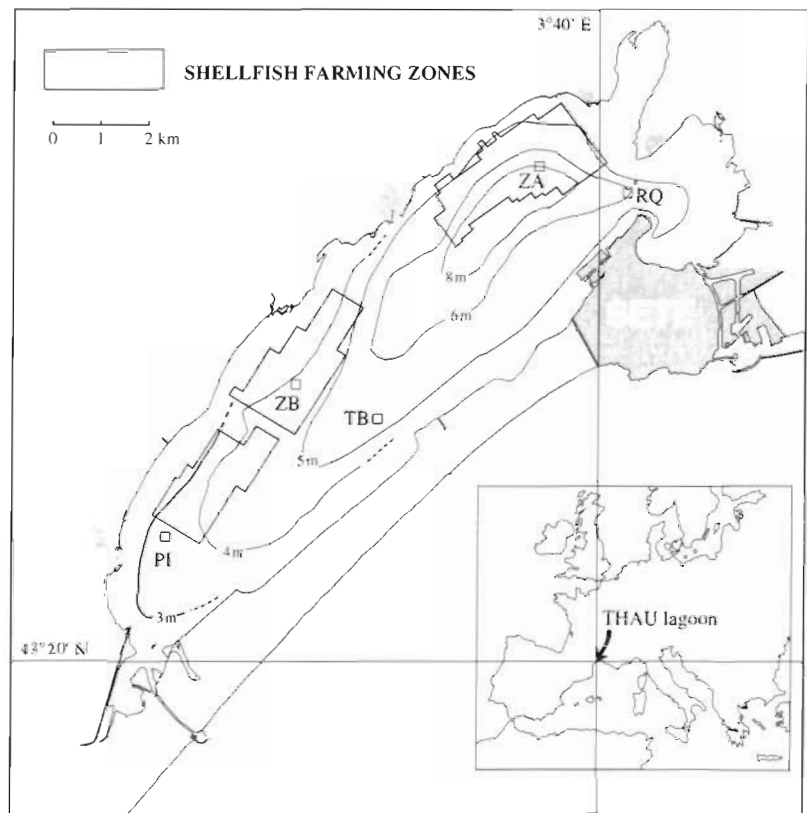 3°40' E
SHELLFISH FARMING ZONES
0 1 2 km
ZA
RQ
8m
6m
SETE
ZB
TB
5m
PI
4m
3m
THAU lagoon
43°20' N